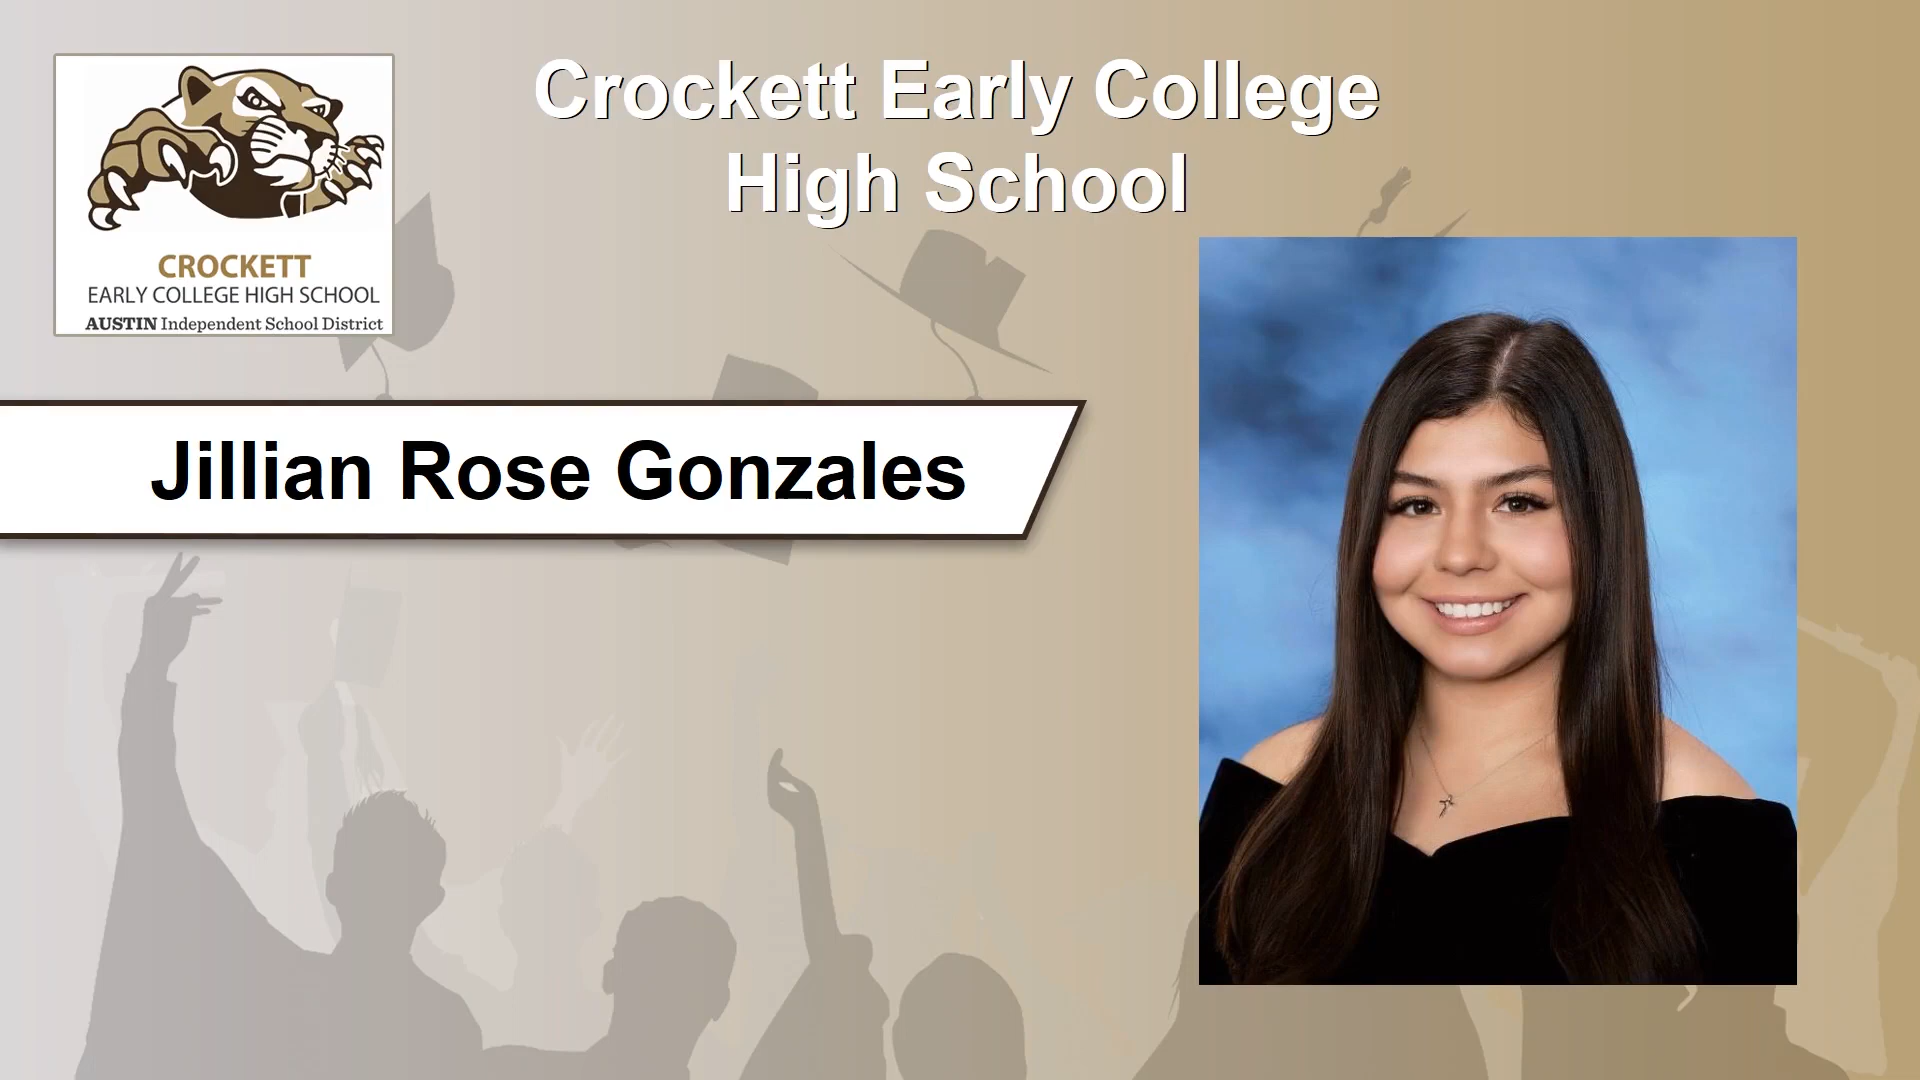 Crockett Early College
High School
CROCKETT
EARLY COLLEGE HIGH SCHOOL
AUSTIN Independent School District
Jillian Rose Gonzales